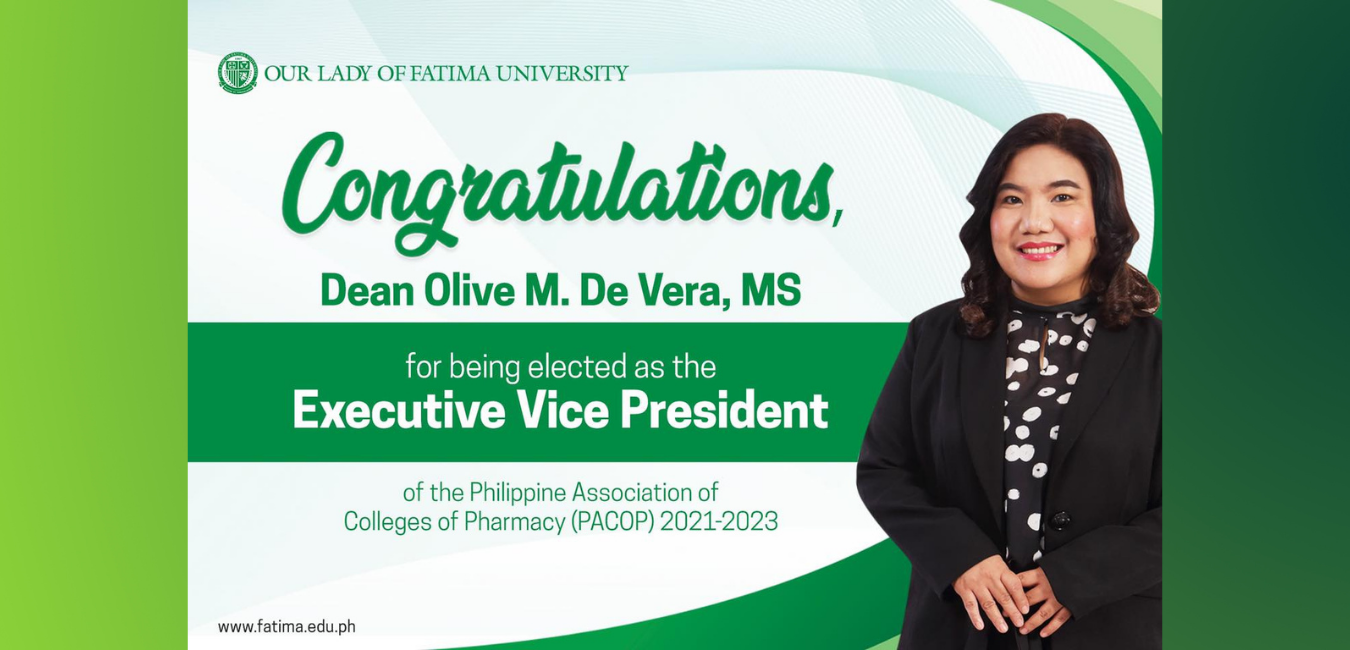 OUR LADY OF FATIMA UNIVERSITY
Congratulations,
Dean Olive M. De Vera, MS
for being elected as the
Executive Vice President
of the Philippine Association of
Colleges of Pharmacy (PACOP) 2021-2023
www.fatima.edu.ph